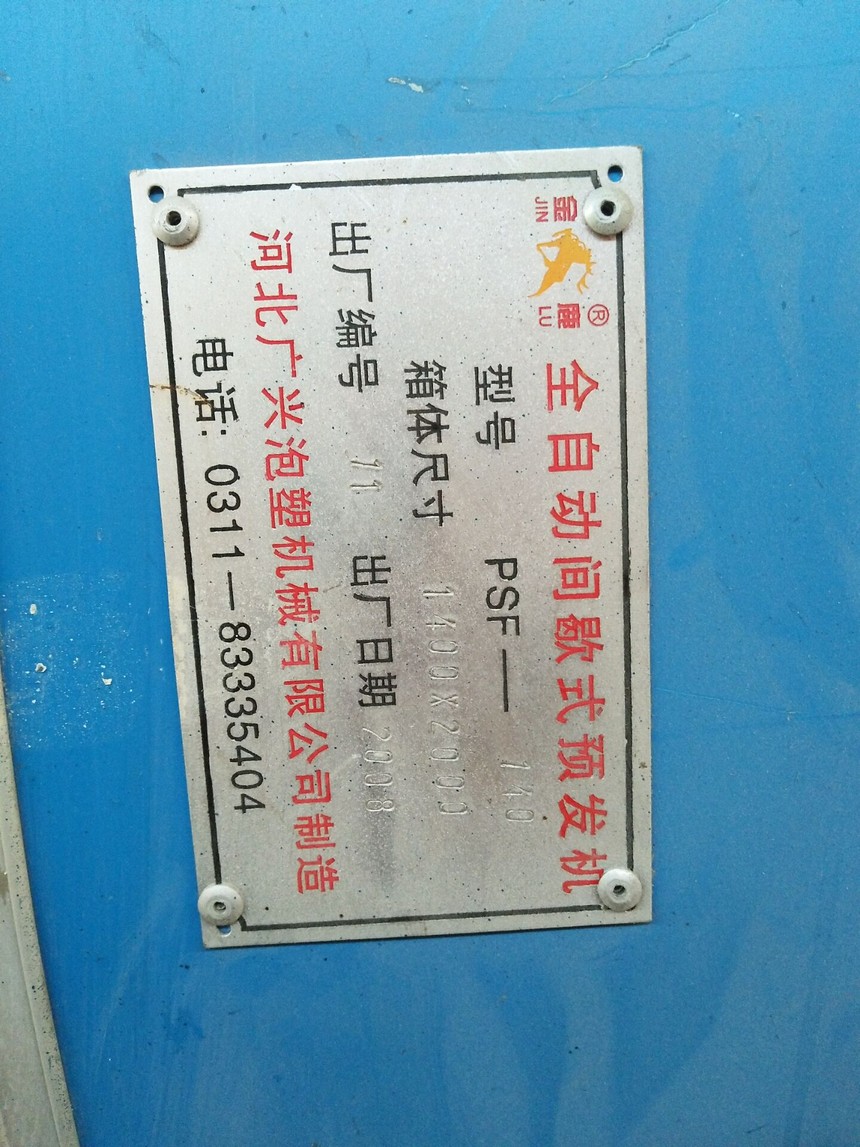 金鹿®
JIN LU
全自动间歇式预发机
型号 PSF— 140
箱体尺寸 1400X2000
出厂编号 11 出厂日期 2008
河北广兴泡塑机械有限公司制造
电话: 0311—83335404